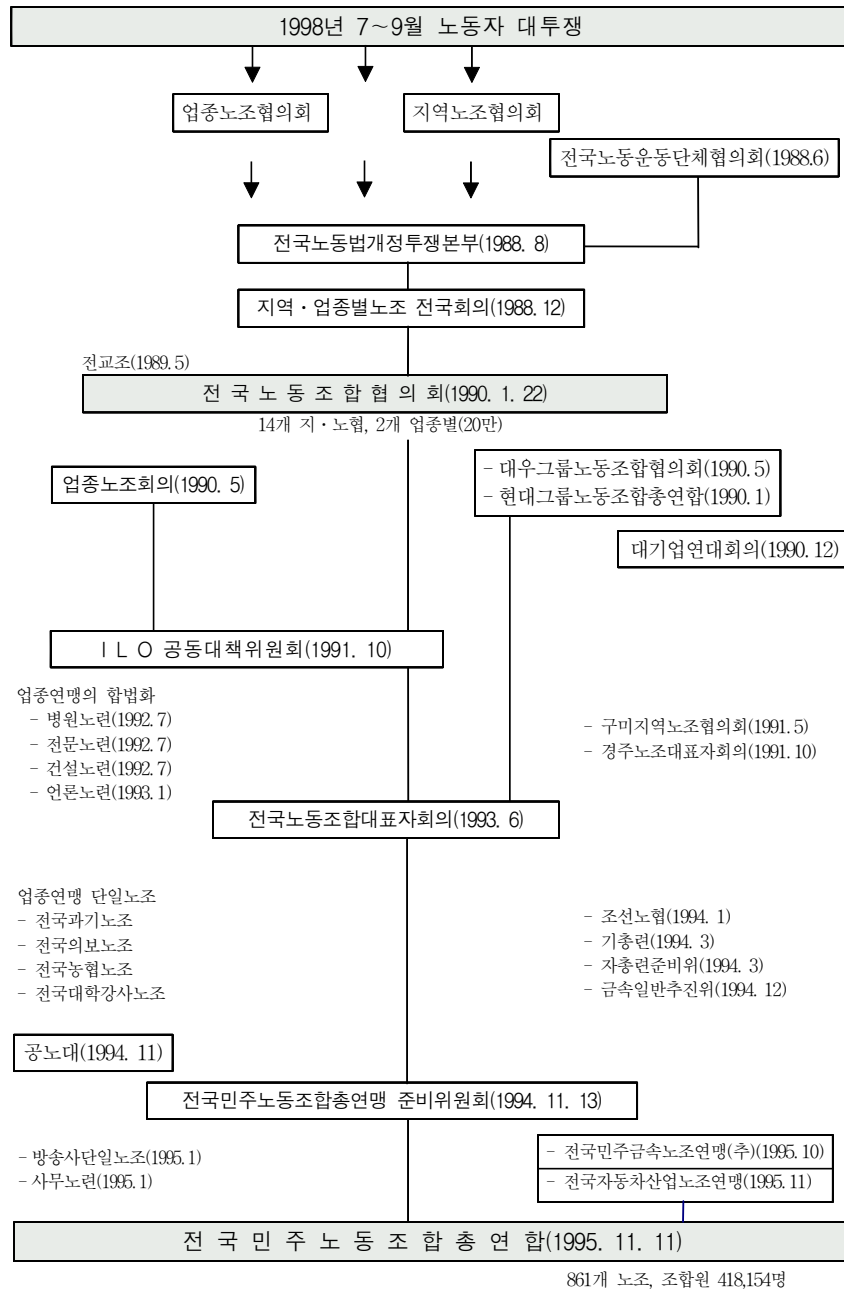 1998년 7～9월 노동자 대투쟁
업종노조협의회
지역노조협의회
전국노동운동단체협의회(1988.6)
전국노동법개정투쟁본부(1988. 8)
지역・업종별노조 전국회의(1988. 12)
전교조(1989. 5)
전 국 노 동 조 합 협 의 회(1990. 1. 22)
14개 지・노협, 2개 업종별(20만)
업종노조회의(1990. 5)
- 대우그룹노동조합협의회(1990. 5)
- 현대그룹노동조합총연합(1990. 1)
대기업연대회의(1990. 12)
I L O 공동대책위원회(1991. 10)
업종연맹의 합법화
- 병원노련(1992. 7)
- 전문노련(1992. 7)
- 건설노련(1992. 7)
- 언론노련(1993. 1)
- 구미지역노조협의회(1991. 5)
- 경주노조대표자회의(1991. 10)
전국노동조합대표자회의(1993. 6)
업종연맹 단일노조
- 전국과기노조
- 전국의보노조
- 전국농협노조
- 전국대학강사노조
- 조선노협(1994. 1)
- 기총련(1994. 3)
- 자총련준비위(1994. 3)
- 금속일반추진위(1994. 12)
공노대(1994. 11)
전국민주노동조합총연맹 준비위원회(1994. 11. 13)
- 방송사단일노조(1995. 1)
- 사무노련(1995. 1)
- 전국민주금속노조연맹(추)(1995. 10)
- 전국자동차산업노조연맹(1995. 11)
전 국 민 주 노 동 조 합 총 연 합(1995. 11. 11)
861개 노조, 조합원 418,154명